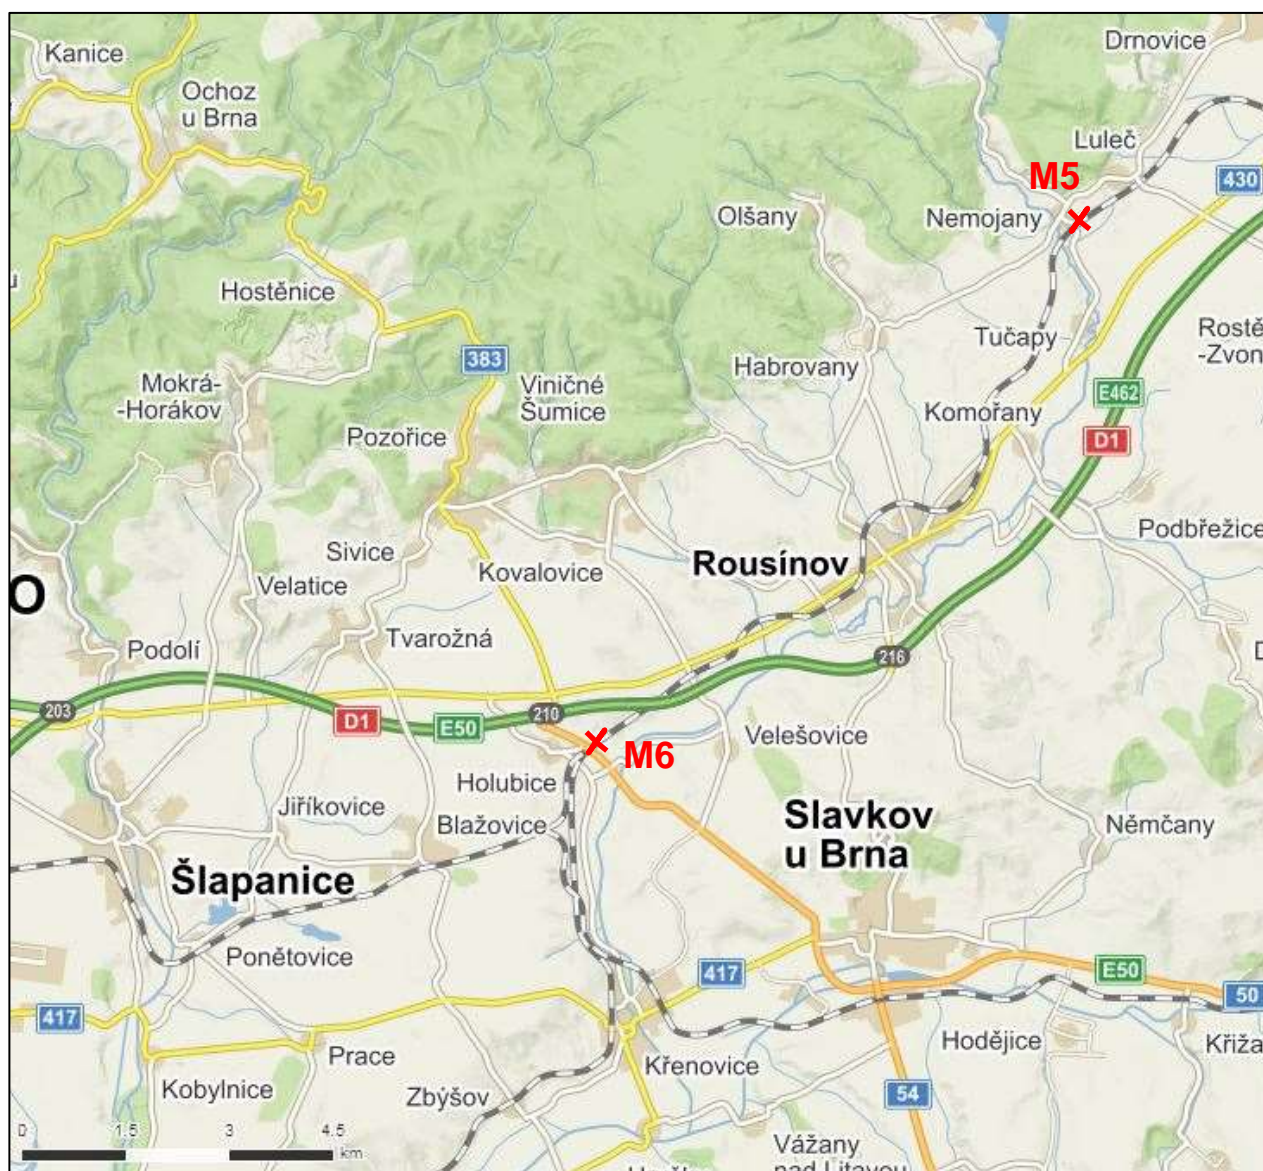 Drnovice
Kanice
Ochoz
u Brna
Luleč
M5
430
Olšany
Nemojany
Hostěnice
Tučapy
Rostě
-Zvon
383
Habrovany
Mokrá-
-Horákov
Viničné
Šumice
E462
Komořany
Pozořice
D1
Podbřežice
Sivice
Rousínov
Kovalovice
Velatice
O
Tvarožná
Podolí
216
203
D1
E50
210
Velešovice
M6
Holubice
Jiříkovice
Slavkov
u Brna
Blažovice
Němčany
Šlapanice
Ponětovice
417
E50
50
417
Hodějice
Křiža
Prace
Křenovice
Kobylnice
Zbýšov
54
0 1.5 3 4.5
km
Vážany
nad Litavou